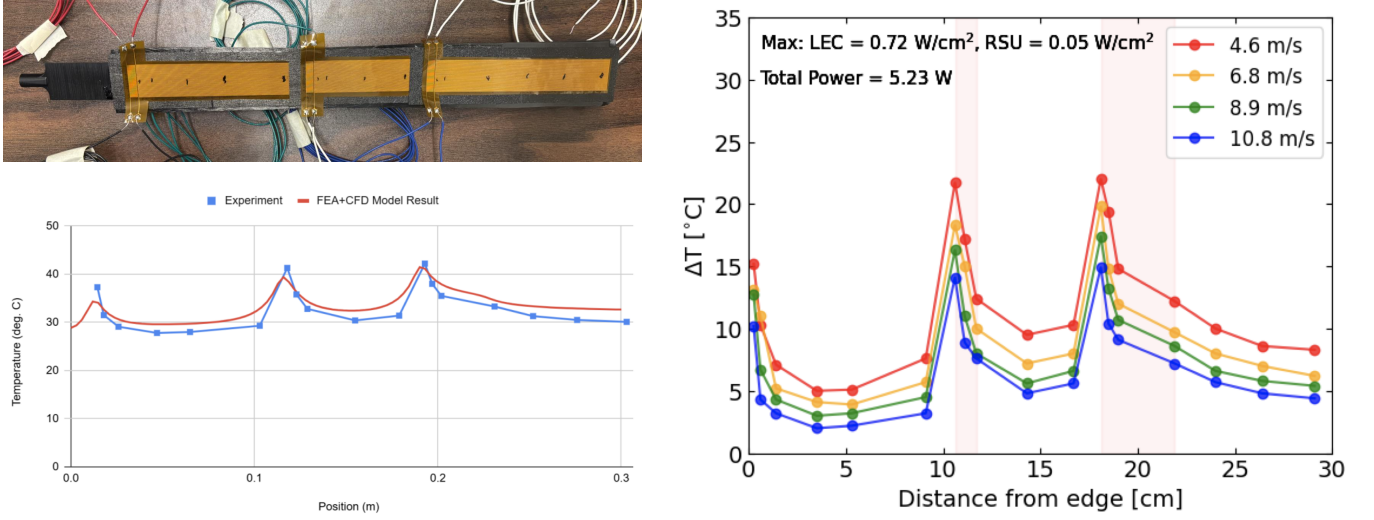 Experiment
FEA+CFD Model Result
Temperature (deg. C)
50
40
30
20
10
0
0.0
0.1
0.2
0.3
Position (m)
Max: LEC = 0.72 W/cm², RSU = 0.05 W/cm²
Total Power = 5.23 W
4.6 m/s
6.8 m/s
8.9 m/s
10.8 m/s
ΔT [°C]
35
30
25
20
15
10
5
0
0
5
10
15
20
25
30
Distance from edge [cm]